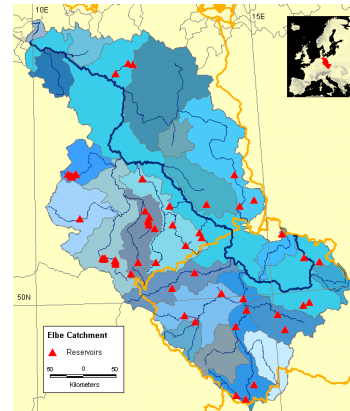 10E
15E
50N
Elbe Catchment
Reservoirs
50 0 50
Kilometers